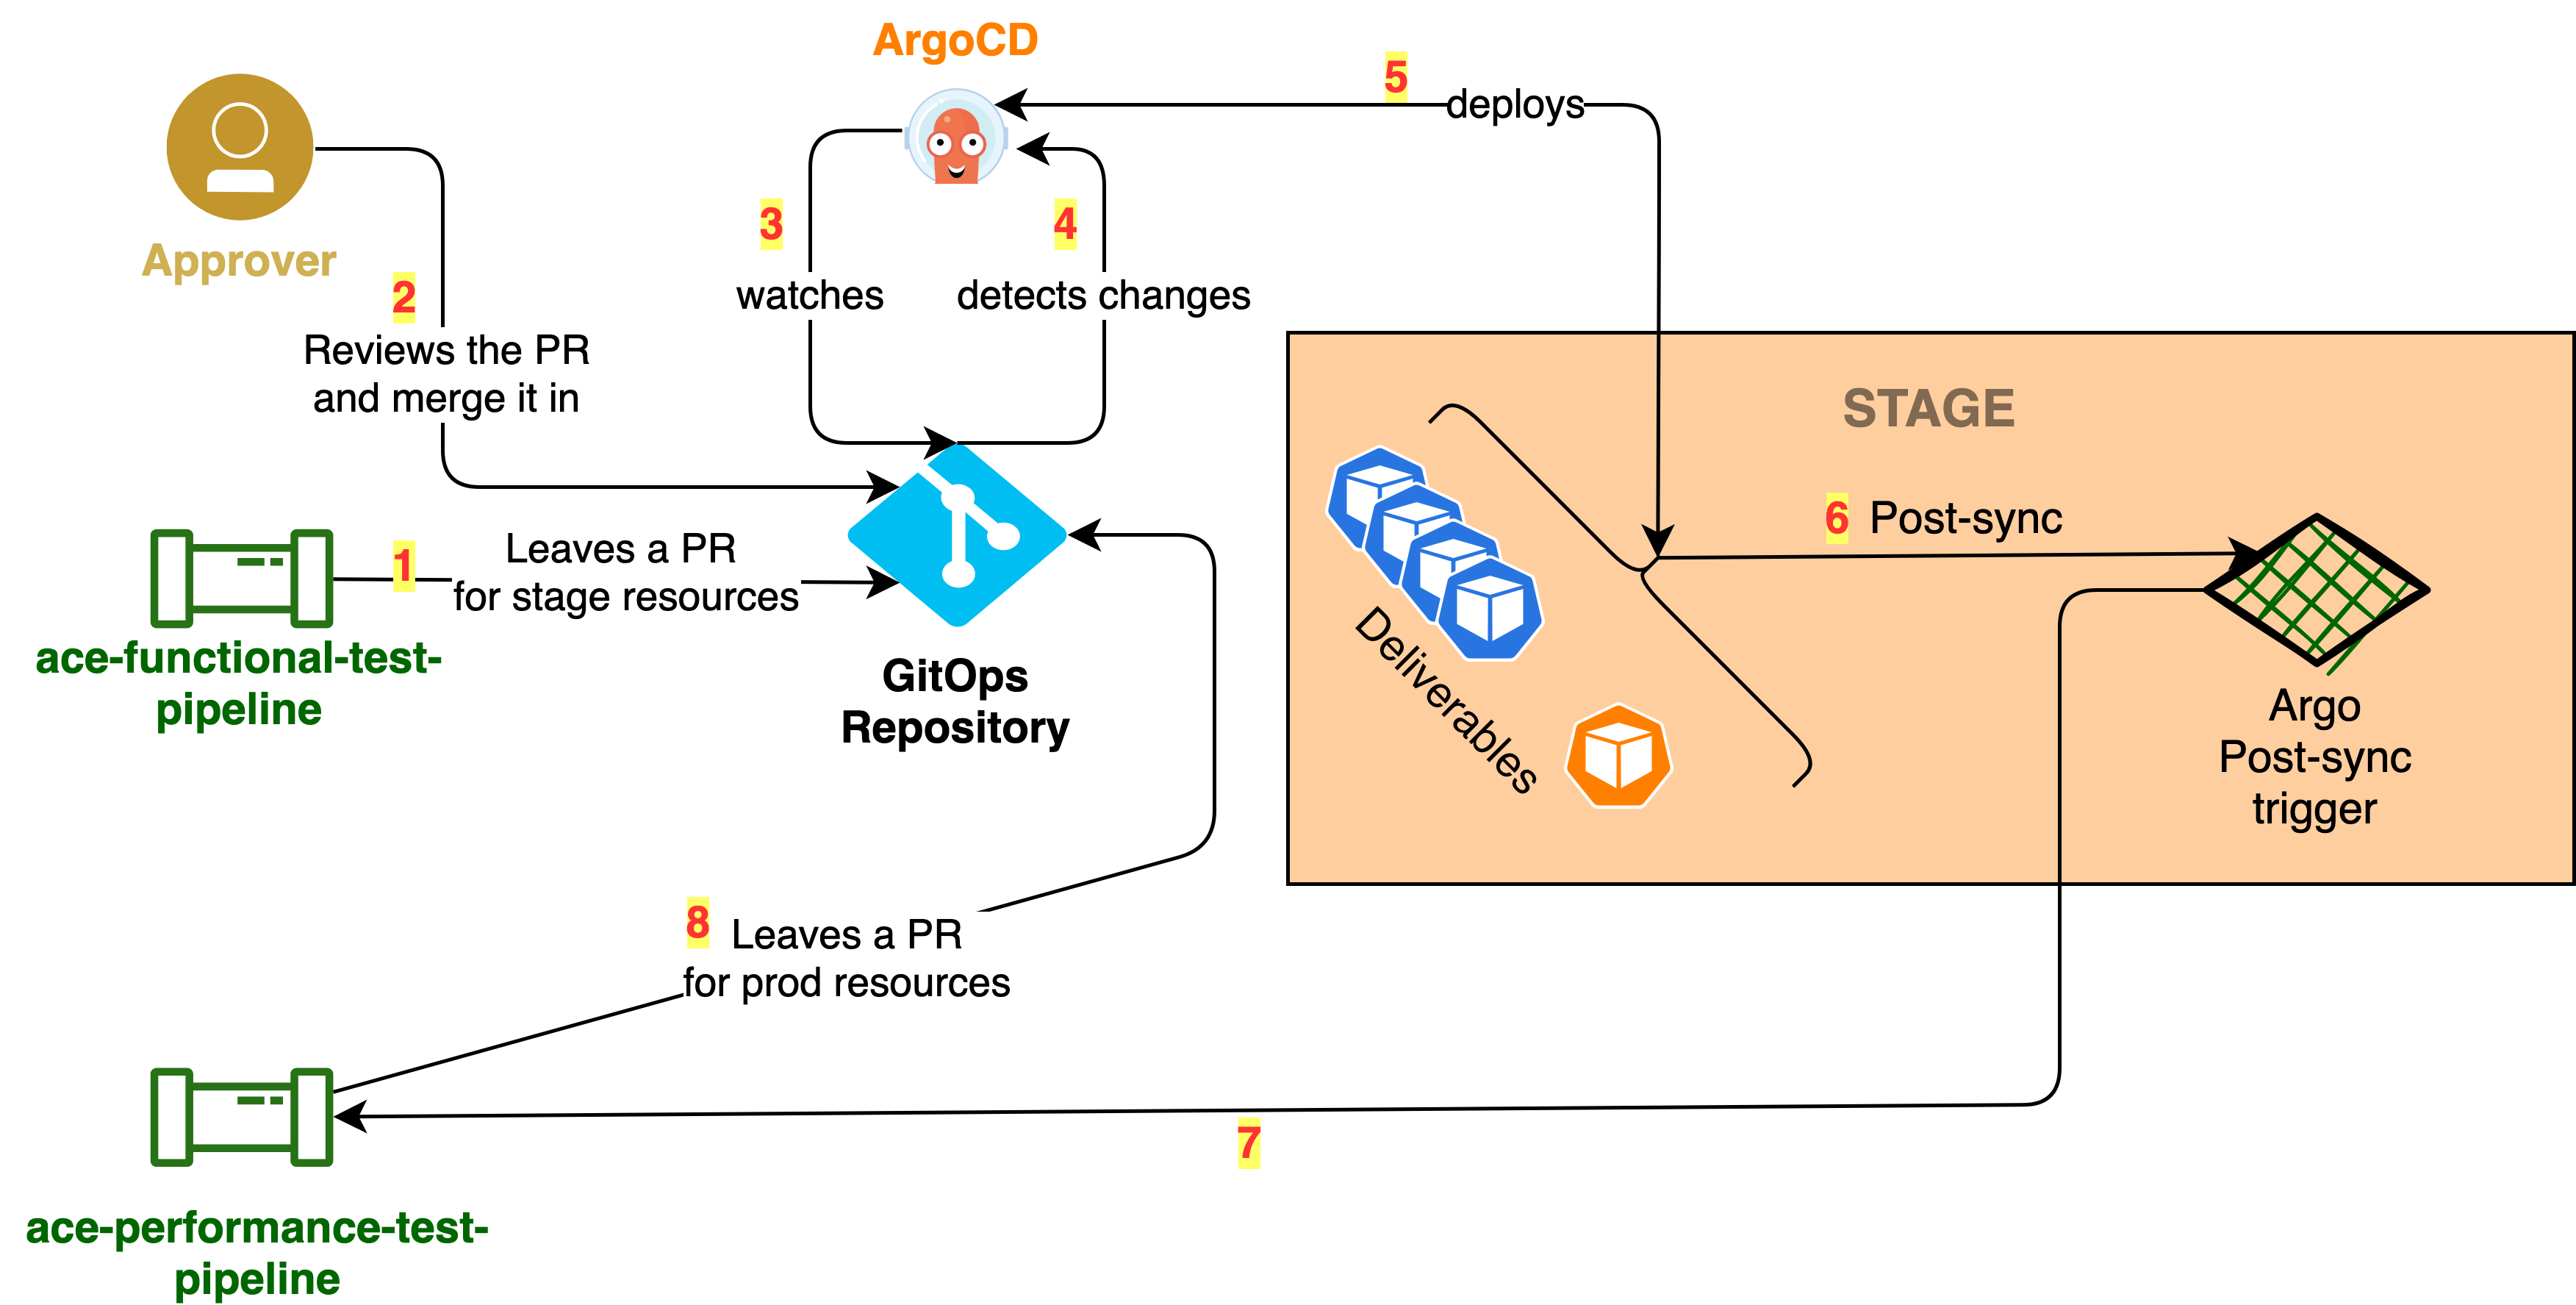 ArgoCD
5
deploys
Approver
3
4
watches
detects changes
2
Reviews the PR
and merge it in
STAGE
1
Leaves a PR
for stage resources
6 Post-sync
ace-functional-test-
pipeline
GitOps
Repository
Deliverables
Argo
Post-sync
trigger
8
Leaves a PR
for prod resources
7
ace-performance-test-
pipeline